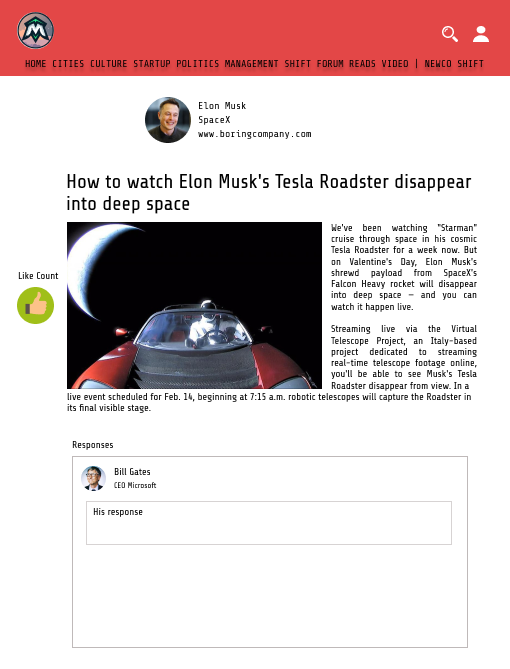 HOME CITIES CULTURE STARTUP POLITICS MANAGEMENT SHIFT FORUM READS VIDEO | NEWCO SHIFT
Elon Musk
SpaceX
www.boringcompany.com
How to watch Elon Musk's Tesla Roadster disappear
into deep space
We've been watching "Starman"
cruise through space in his cosmic
Tesla Roadster for a week now. But
on Valentine's Day, Elon Musk's
shrewd payload from SpaceX's
Falcon Heavy rocket will disappear
into deep space — and you can
watch it happen live.
Like Count
Streaming live via the Virtual
Telescope Project, an Italy-based
project dedicated to streaming
real-time telescope footage online,
you'll be able to see Musk's Tesla
Roadster disappear from view. In a
live event scheduled for Feb. 14, beginning at 7:15 a.m. robotic telescopes will capture the Roadster in
its final visible stage.
Responses
Bill Gates
CEO Microsoft
His response